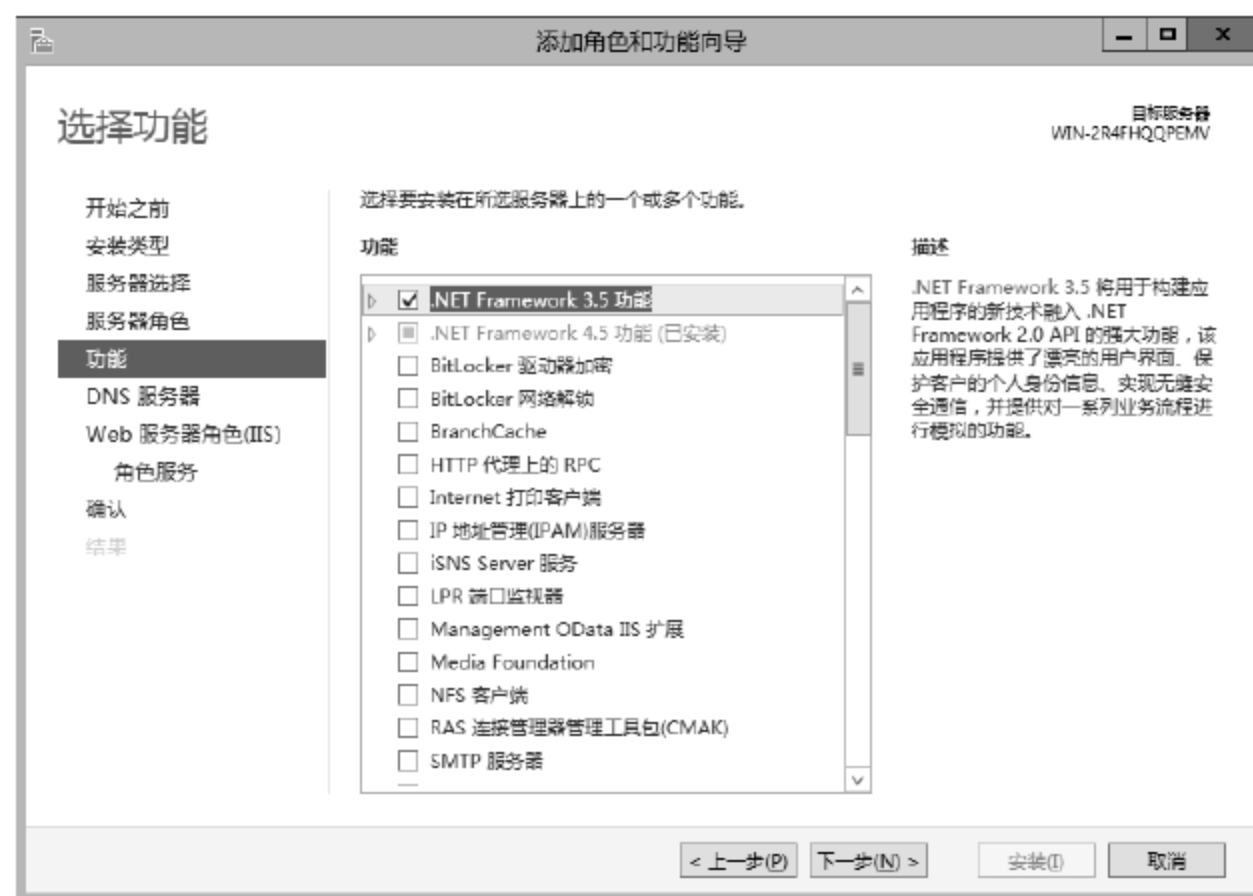 添加角色和功能向导
选择功能
目标服务器
WIN-2R4FHQQPEMV
开始之前
安装类型
服务器选择
服务器角色
功能
DNS 服务器
Web 服务器角色(IIS)
角色服务
确认
结果
选择要安装在所选服务器上的一个或多个功能。
功能
.NET Framework 3.5 功能
.NET Framework 4.5 功能 (已安装)
BitLocker 驱动器加密
BitLocker 网络解锁
BranchCache
HTTP 代理上的 RPC
Internet 打印客户端
IP 地址管理(IPAM)服务器
iSNS Server 服务
LPR 端口监视器
Management OData IIS 扩展
Media Foundation
NFS 客户端
RAS 连接管理器管理工具包(CMAK)
SMTP 服务器
描述
.NET Framework 3.5 将用于构建应
用程序的新技术融入 .NET
Framework 2.0 API 的强大功能，该
应用程序提供了漂亮的用户界面、保
护客户的个人身份信息、实现无缝安
全通信，并提供对一系列业务流程进
行模拟的功能。
< 上一步(P)
下一步(N) >
安装(I)
取消